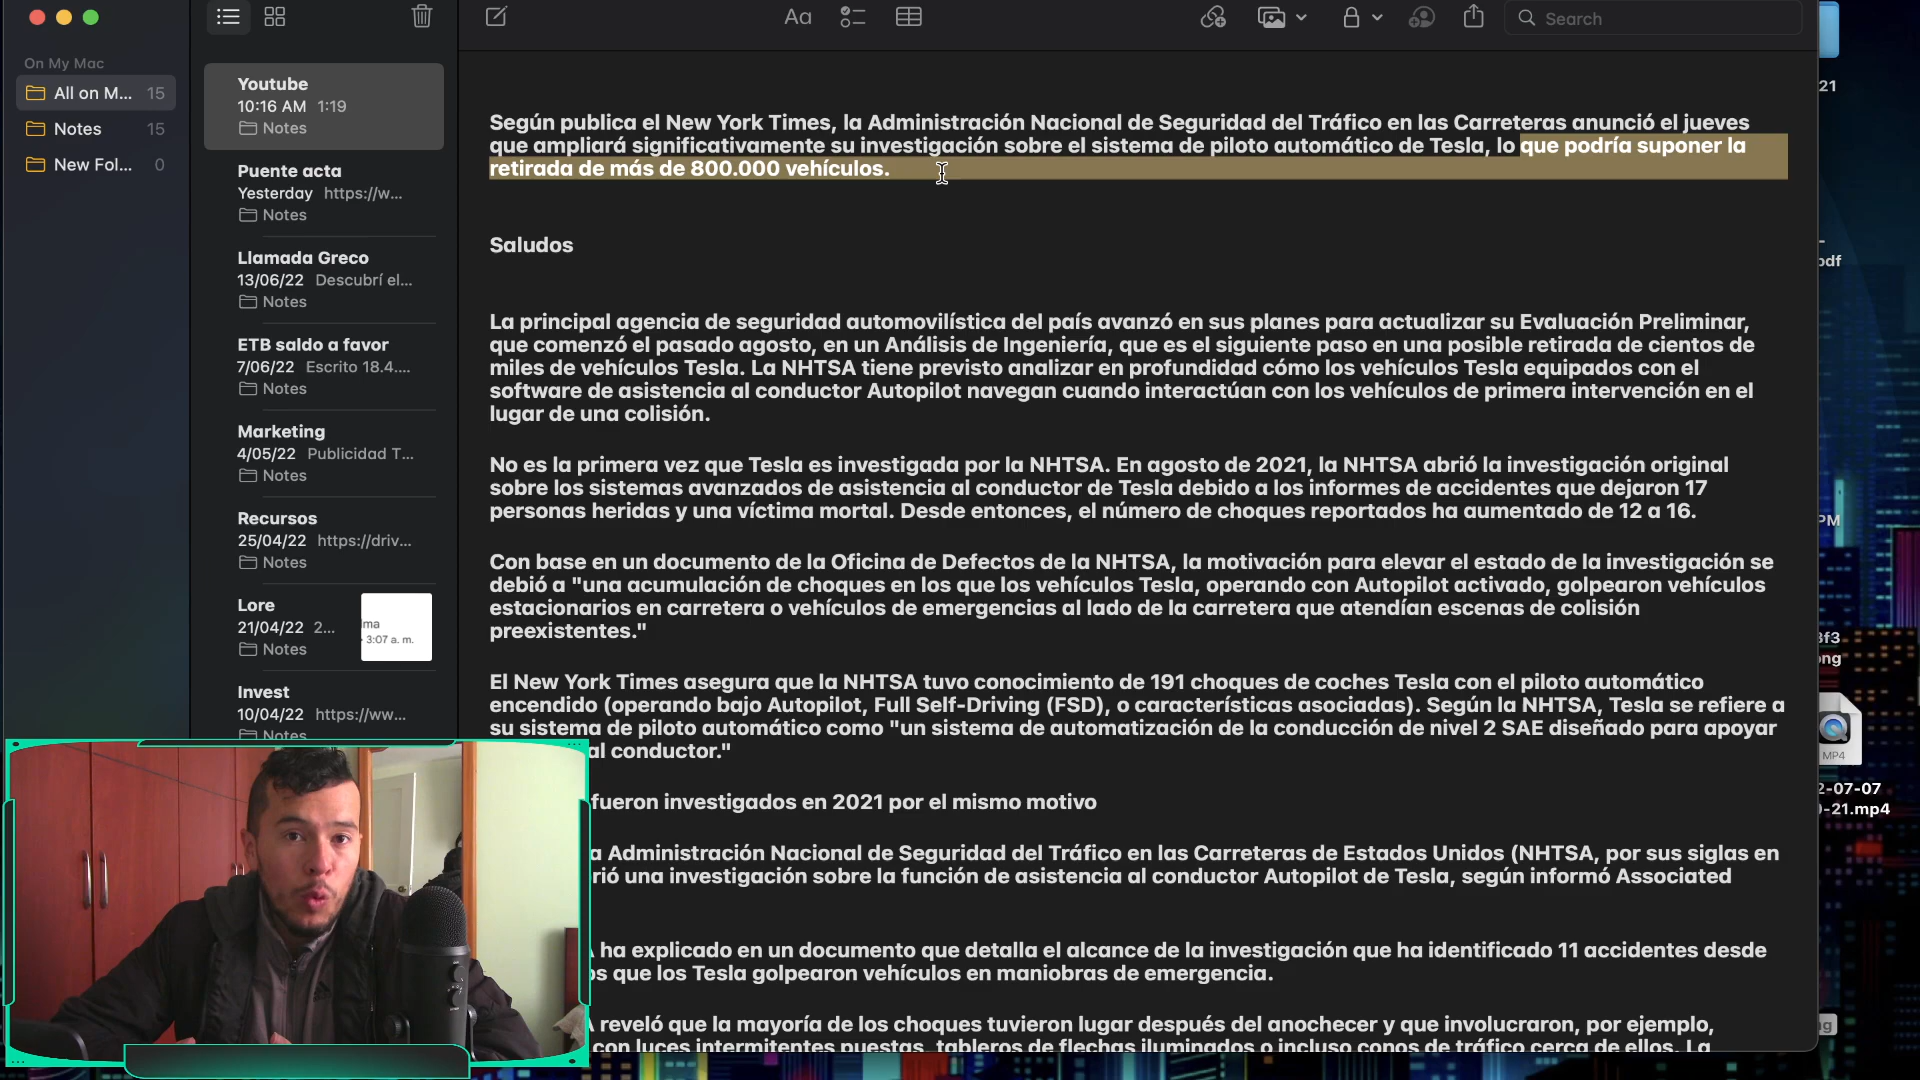 Search
On My Mac
All on M... 15
Notes 15
New Fol... 0
Youtube
10:16 AM 1:19
Notes
Puente acta
Yesterday https://w...
Notes
Llamada Greco
13/06/22 Descubrí el...
Notes
ETB saldo a favor
7/06/22 Escrito 18.4....
Notes
Marketing
4/05/22 Publicidad T...
Notes
Recursos
25/04/22 https://driv...
Notes
Lore
21/04/22 2...
Notes
lma
3:07 a. m.
Invest
10/04/22 https://ww...
Notes
Aa
Según publica el New York Times, la Administración Nacional de Seguridad del Tráfico en las Carreteras anunció el jueves
que ampliará significativamente su investigación sobre el sistema de piloto automático de Tesla, lo que podría suponer la
retirada de más de 800.000 vehículos.
Saludos
La principal agencia de seguridad automovilística del país avanzó en sus planes para actualizar su Evaluación Preliminar,
que comenzó el pasado agosto, en un Análisis de Ingeniería, que es el siguiente paso en una posible retirada de cientos de
miles de vehículos Tesla. La NHTSA tiene previsto analizar en profundidad cómo los vehículos Tesla equipados con el
software de asistencia al conductor Autopilot navegan cuando interactúan con los vehículos de primera intervención en el
lugar de una colisión.
No es la primera vez que Tesla es investigada por la NHTSA. En agosto de 2021, la NHTSA abrió la investigación original
sobre los sistemas avanzados de asistencia al conductor de Tesla debido a los informes de accidentes que dejaron 17
personas heridas y una víctima mortal. Desde entonces, el número de choques reportados ha aumentado de 12 a 16.
Con base en un documento de la Oficina de Defectos de la NHTSA, la motivación para elevar el estado de la investigación se
debió a "una acumulación de choques en los que los vehículos Tesla, operando con Autopilot activado, golpearon vehículos
estacionarios en carretera o vehículos de emergencias al lado de la carretera que atendían escenas de colisión
preexistentes."
El New York Times asegura que la NHTSA tuvo conocimiento de 191 choques de coches Tesla con el piloto automático
encendido (operando bajo Autopilot, Full Self-Driving (FSD), o características asociadas). Según la NHTSA, Tesla se refiere a
su sistema de piloto automático como "un sistema de automatización de la conducción de nivel 2 SAE diseñado para apoyar
al conductor."
fueron investigados en 2021 por el mismo motivo
a Administración Nacional de Seguridad del Tráfico en las Carreteras de Estados Unidos (NHTSA, por sus siglas en
rió una investigación sobre la función de asistencia al conductor Autopilot de Tesla, según informó Associated
ha explicado en un documento que detalla el alcance de la investigación que ha identificado 11 accidentes desde
os que los Tesla golpearon vehículos en maniobras de emergencia.
reveló que la mayoría de los choques tuvieron lugar después del anochecer y que involucraron, por ejemplo,
con luces intermitentes puestas, tableros de flechas iluminados o incluso conos de tráfico cerca de ellos. La
21
pdf
PM
3f3
png
MP4
2-07-07
0-21.mp4